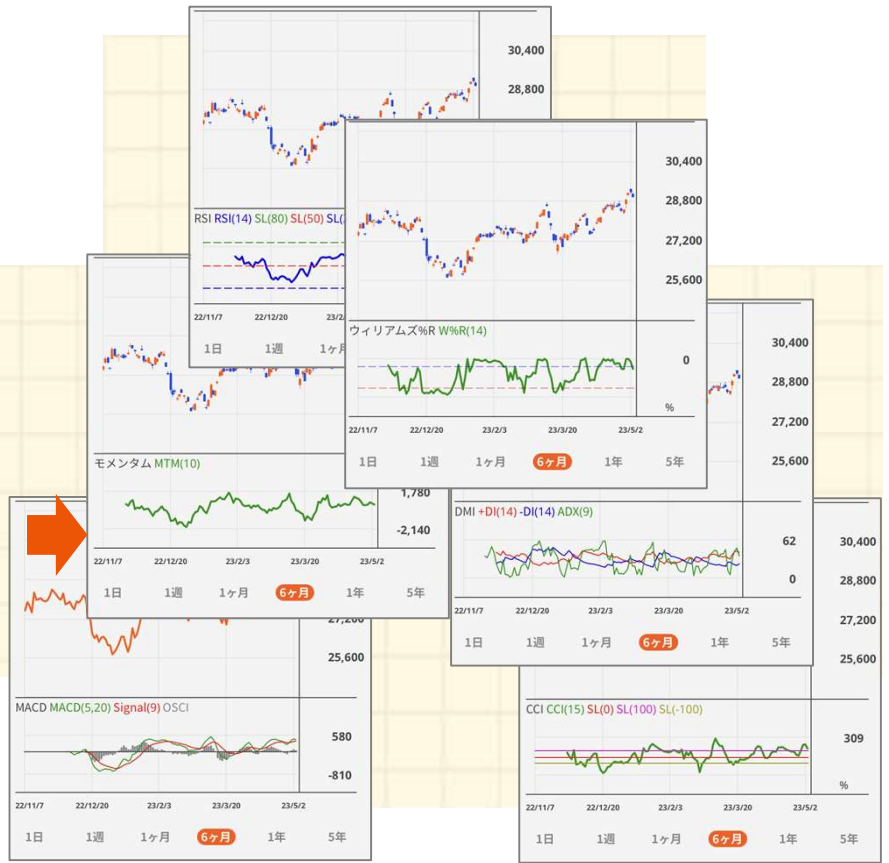 30,400
28,800
RSI RSI(14) SL(80) SL(50)
22/11/7 22/12/20
1日 1週
30,400
28,800
27,200
25,600
ウィリアムズ%R W%R(14)
0
%
22/11/7 22/12/20 23/2/3 23/3/20 23/5/2
1日 1週 1ヶ月 6ヶ月 1年 5年
モメンタム MTM(10)
1,780
-2,140
22/11/7 22/12/20 23/2/3 23/3/20 23/5/2
1日 1週 1ヶ月 6ヶ月 1年 5年
30,400
28,800
27,200
25,600
DMI +DI(14) -DI(14) ADX(9)
62
0
22/11/7 22/12/20 23/2/3 23/3/20 23/5/2
1日 1週 1ヶ月 6ヶ月 1年 5年
27,200
25,600
MACD MACD(5,20) Signal(9) OSCI
580
-810
22/11/7 22/12/20 23/2/3 23/3/20 23/5/2
1日 1週 1ヶ月 6ヶ月 1年 5年
30,400
28,800
27,200
25,600
CCI CCI(15) SL(0) SL(100) SL(-100)
309
%
22/11/7 22/12/20 23/2/3 23/3/20 23/5/2
1日 1週 1ヶ月 6ヶ月 1年 5年